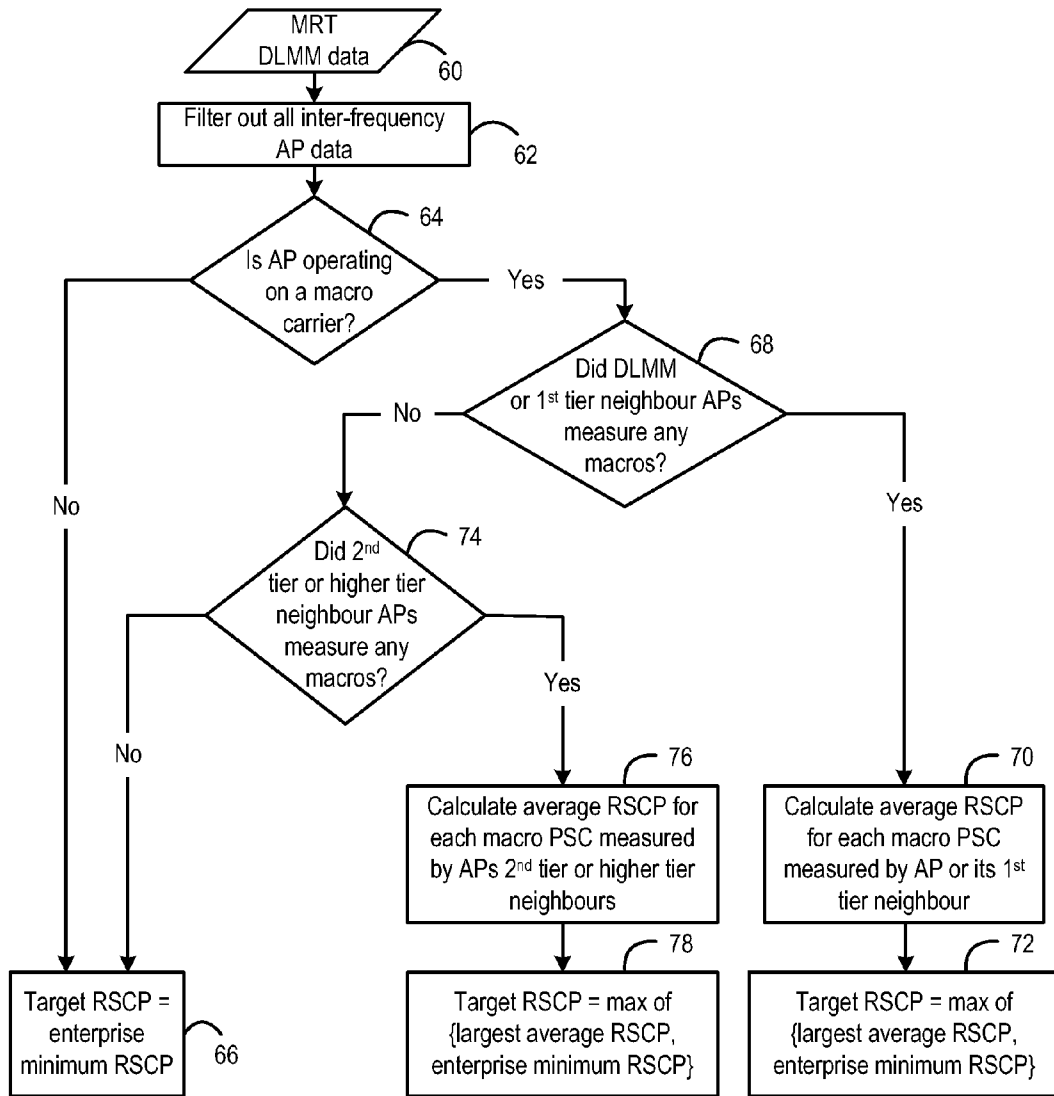 MRT
DLMM data
60
Filter out all inter-frequency
AP data
62
64
Is AP operating
on a macro
carrier?
Yes
No
68
Did DLMM
or 1st tier neighbour APs
measure any
macros?
No
Yes
74
Did 2nd
tier or higher tier
neighbour APs
measure any
macros?
Yes
No
76
Calculate average RSCP for
each macro PSC measured
by APs 2nd tier or higher tier
neighbours
70
Calculate average RSCP
for each macro PSC
measured by AP or its 1st
tier neighbour
78
Target RSCP = max of
{largest average RSCP,
enterprise minimum RSCP}
72
Target RSCP = max of
{largest average RSCP,
enterprise minimum RSCP}
Target RSCP =
enterprise
minimum RSCP
66